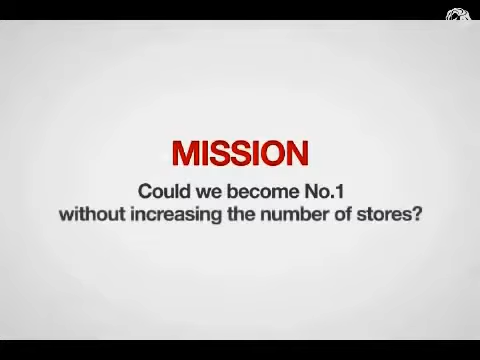 MISSION
Could we become No.1
without increasing the number of stores?